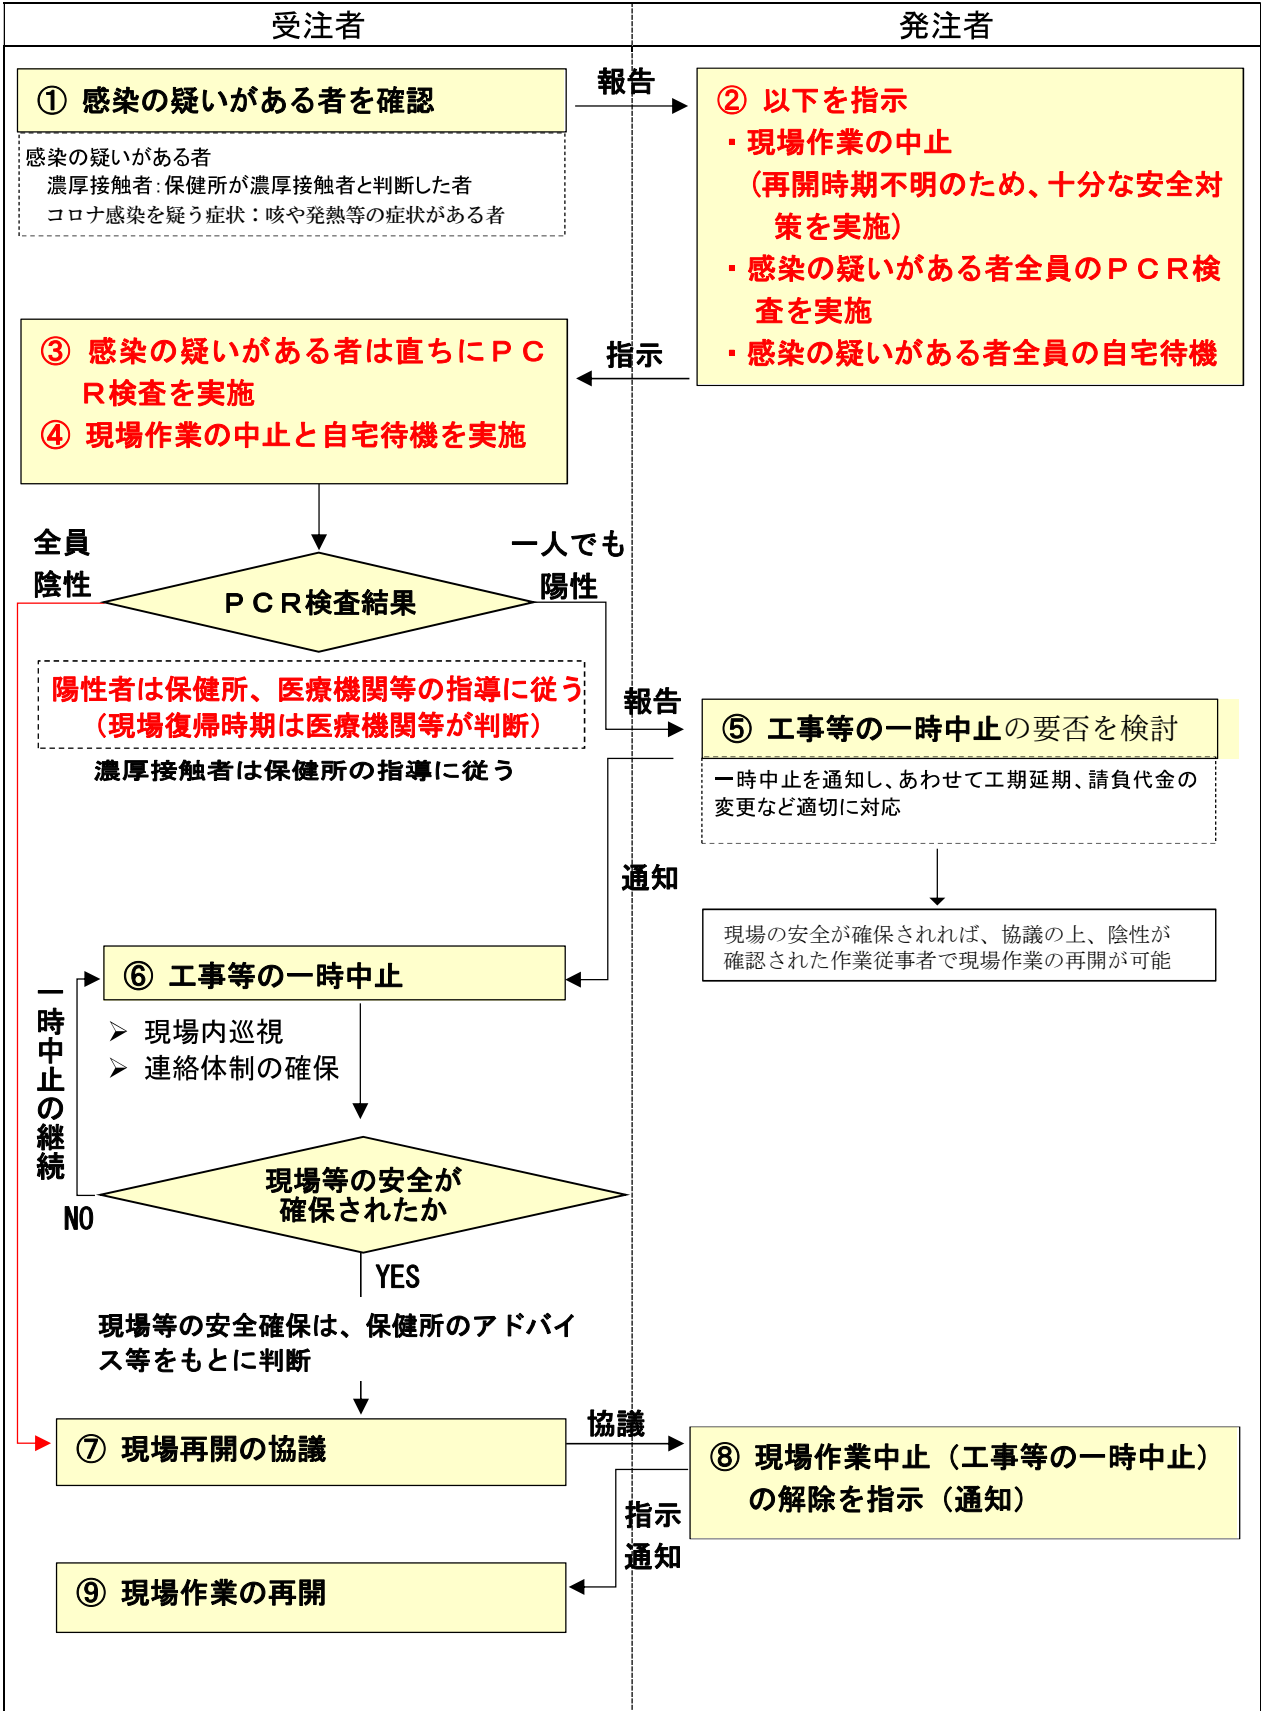 受注者
発注者
① 感染の疑いがある者を確認
報告
感染の疑いがある者
濃厚接触者：保健所が濃厚接触者と判断した者
コロナ感染を疑う症状：咳や発熱等の症状がある者
② 以下を指示
・現場作業の中止
（再開時期不明のため、十分な安全対
策を実施）
・感染の疑いがある者全員のＰＣＲ検
査を実施
・感染の疑いがある者全員の自宅待機
指示
③ 感染の疑いがある者は直ちにＰＣ
Ｒ検査を実施
④ 現場作業の中止と自宅待機を実施
全員
陰性
一人でも
陽性
ＰＣＲ検査結果
陽性者は保健所、医療機関等の指導に従う
（現場復帰時期は医療機関等が判断）
濃厚接触者は保健所の指導に従う
報告
⑤ 工事等の一時中止の要否を検討
一時中止を通知し、あわせて工期延期、請負代金の
変更など適切に対応
通知
現場の安全が確保されれば、協議の上、陰性が
確認された作業従事者で現場作業の再開が可能
⑥ 工事等の一時中止
➢ 現場内巡視
➢ 連絡体制の確保
一時中止の継続
現場等の安全が
確保されたか
NO
YES
現場等の安全確保は、保健所のアドバイ
ス等をもとに判断
⑦ 現場再開の協議
協議
⑧ 現場作業中止（工事等の一時中止）
の解除を指示（通知）
指示
通知
⑨ 現場作業の再開